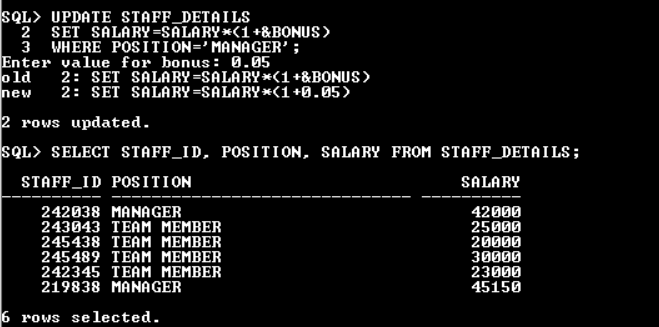 SQL> UPDATE STAFF_DETAILS
  2  SET SALARY=SALARY*(1+&BONUS)
  3  WHERE POSITION='MANAGER';
Enter value for bonus: 0.05
old   2: SET SALARY=SALARY*(1+&BONUS)
new   2: SET SALARY=SALARY*(1+0.05)
2 rows updated.
SQL> SELECT STAFF_ID, POSITION, SALARY FROM STAFF_DETAILS;
  STAFF_ID POSITION                           SALARY
---------- ------------------------------ ----------
    242038 MANAGER                             42000
    243043 TEAM MEMBER                         25000
    245438 TEAM MEMBER                         20000
    245489 TEAM MEMBER                         30000
    242345 TEAM MEMBER                         23000
    219838 MANAGER                             45150
6 rows selected.